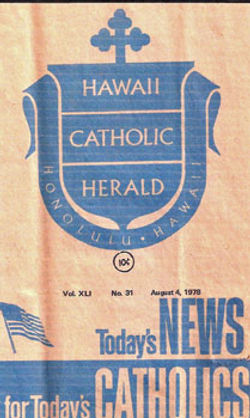 HAWAII
CATHOLIC
HERALD
HONOLULU • HAWAII
10¢
Vol. XLI No. 31 August 4, 1978
Today's NEWS
for Today's CATHOLICS